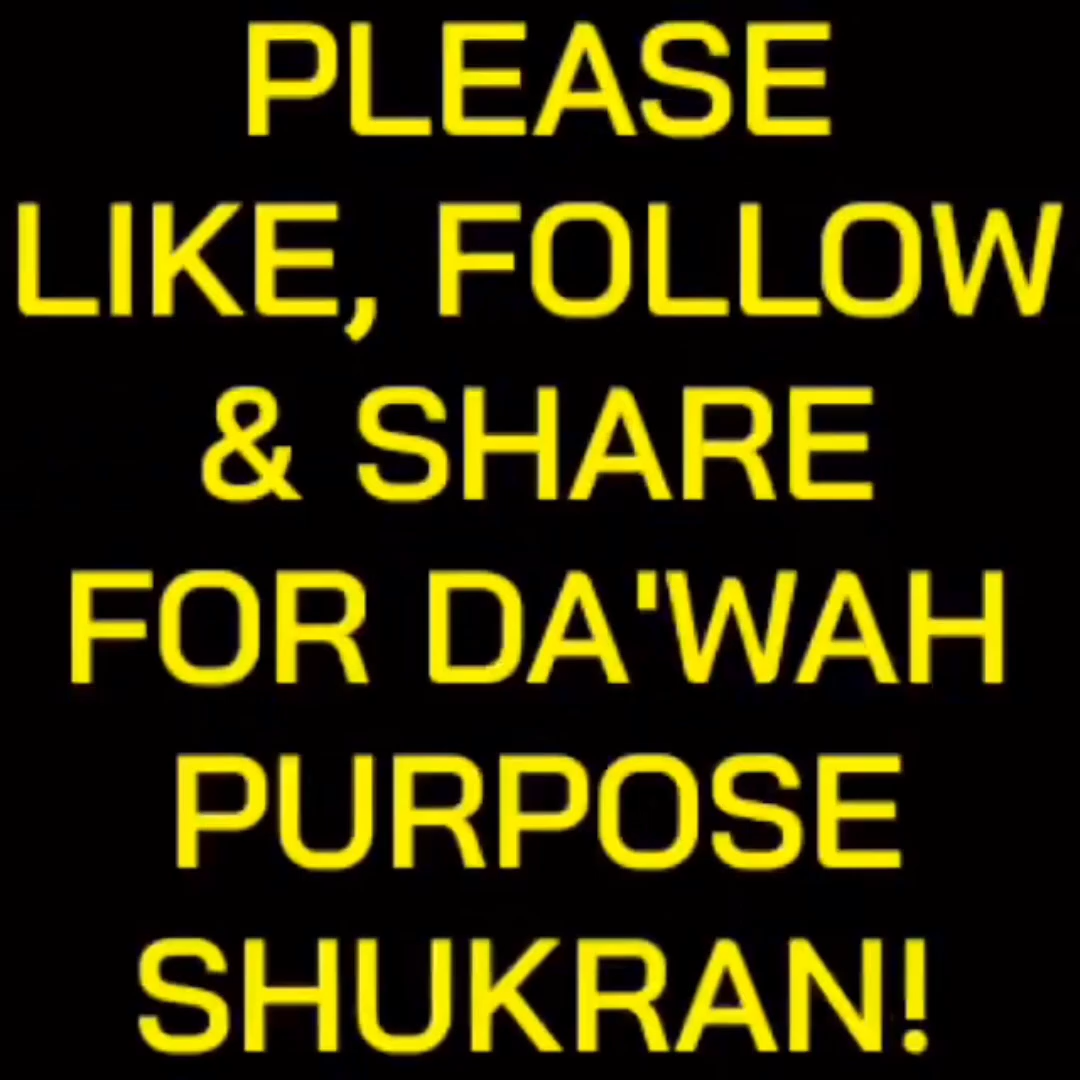 PLEASE
LIKE, FOLLOW
& SHARE
FOR DA'WAH
PURPOSE
SHUKRAN!